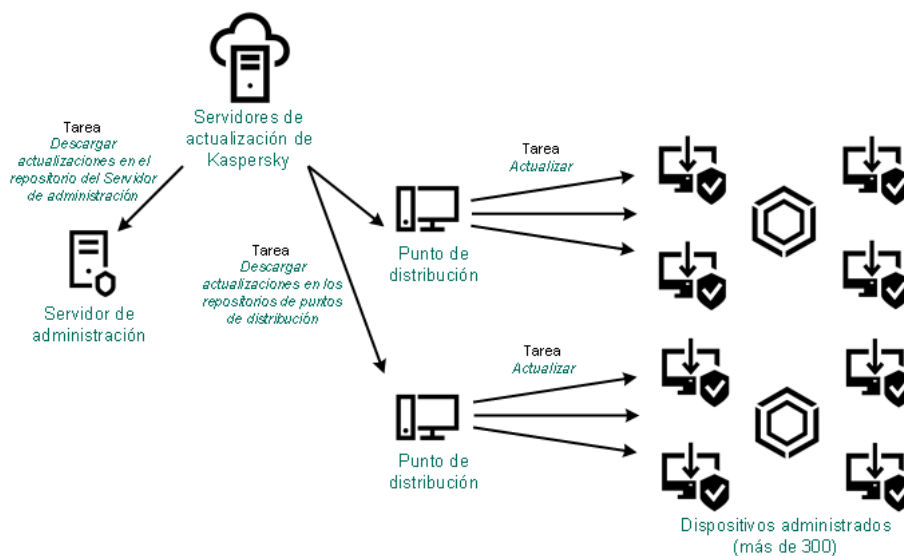 Servidores de
actualización de
Kaspersky
Tarea
Descargar
actualizaciones en el
repositorio del Servidor
de administración
Servidor de
administración
Tarea
Descargar
actualizaciones en los
repositorios de puntos
de distribución
Tarea
Actualizar
Punto de
distribución
Tarea
Actualizar
Punto de
distribución
Dispositivos administrados
(más de 300)